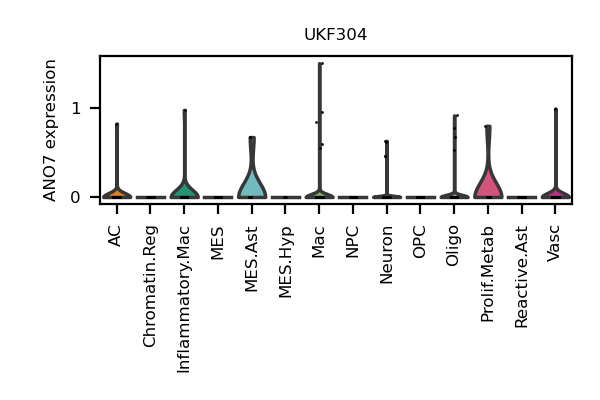 UKF304
ANO7 expression
1
0
AC
Chromatin.Reg
Inflammatory.Mac
MES
MES.Ast
MES.Hyp
Mac
NPC
Neuron
OPC
Oligo
Prolif.Metab
Reactive.Ast
Vasc